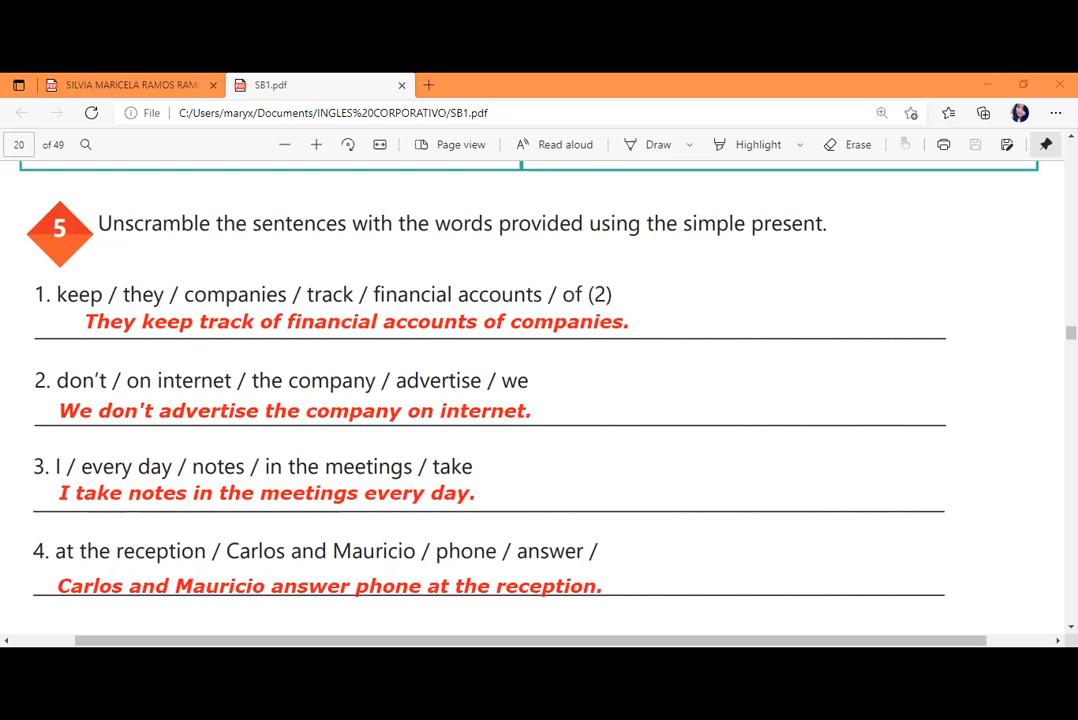 SILVIA MARICELA RAMOS RAM
SB1.pdf
File C:/Users/maryx/Documents/INGLES%20CORPORATIVO/SB1.pdf
20 of 49 Page view Read aloud Draw Highlight Erase
5 Unscramble the sentences with the words provided using the simple present.
1. keep / they / companies / track / financial accounts / of (2)
They keep track of financial accounts of companies.
2. don't / on internet / the company / advertise / we
We don't advertise the company on internet.
3. I / every day / notes / in the meetings / take
I take notes in the meetings every day.
4. at the reception / Carlos and Mauricio / phone / answer /
Carlos and Mauricio answer phone at the reception.